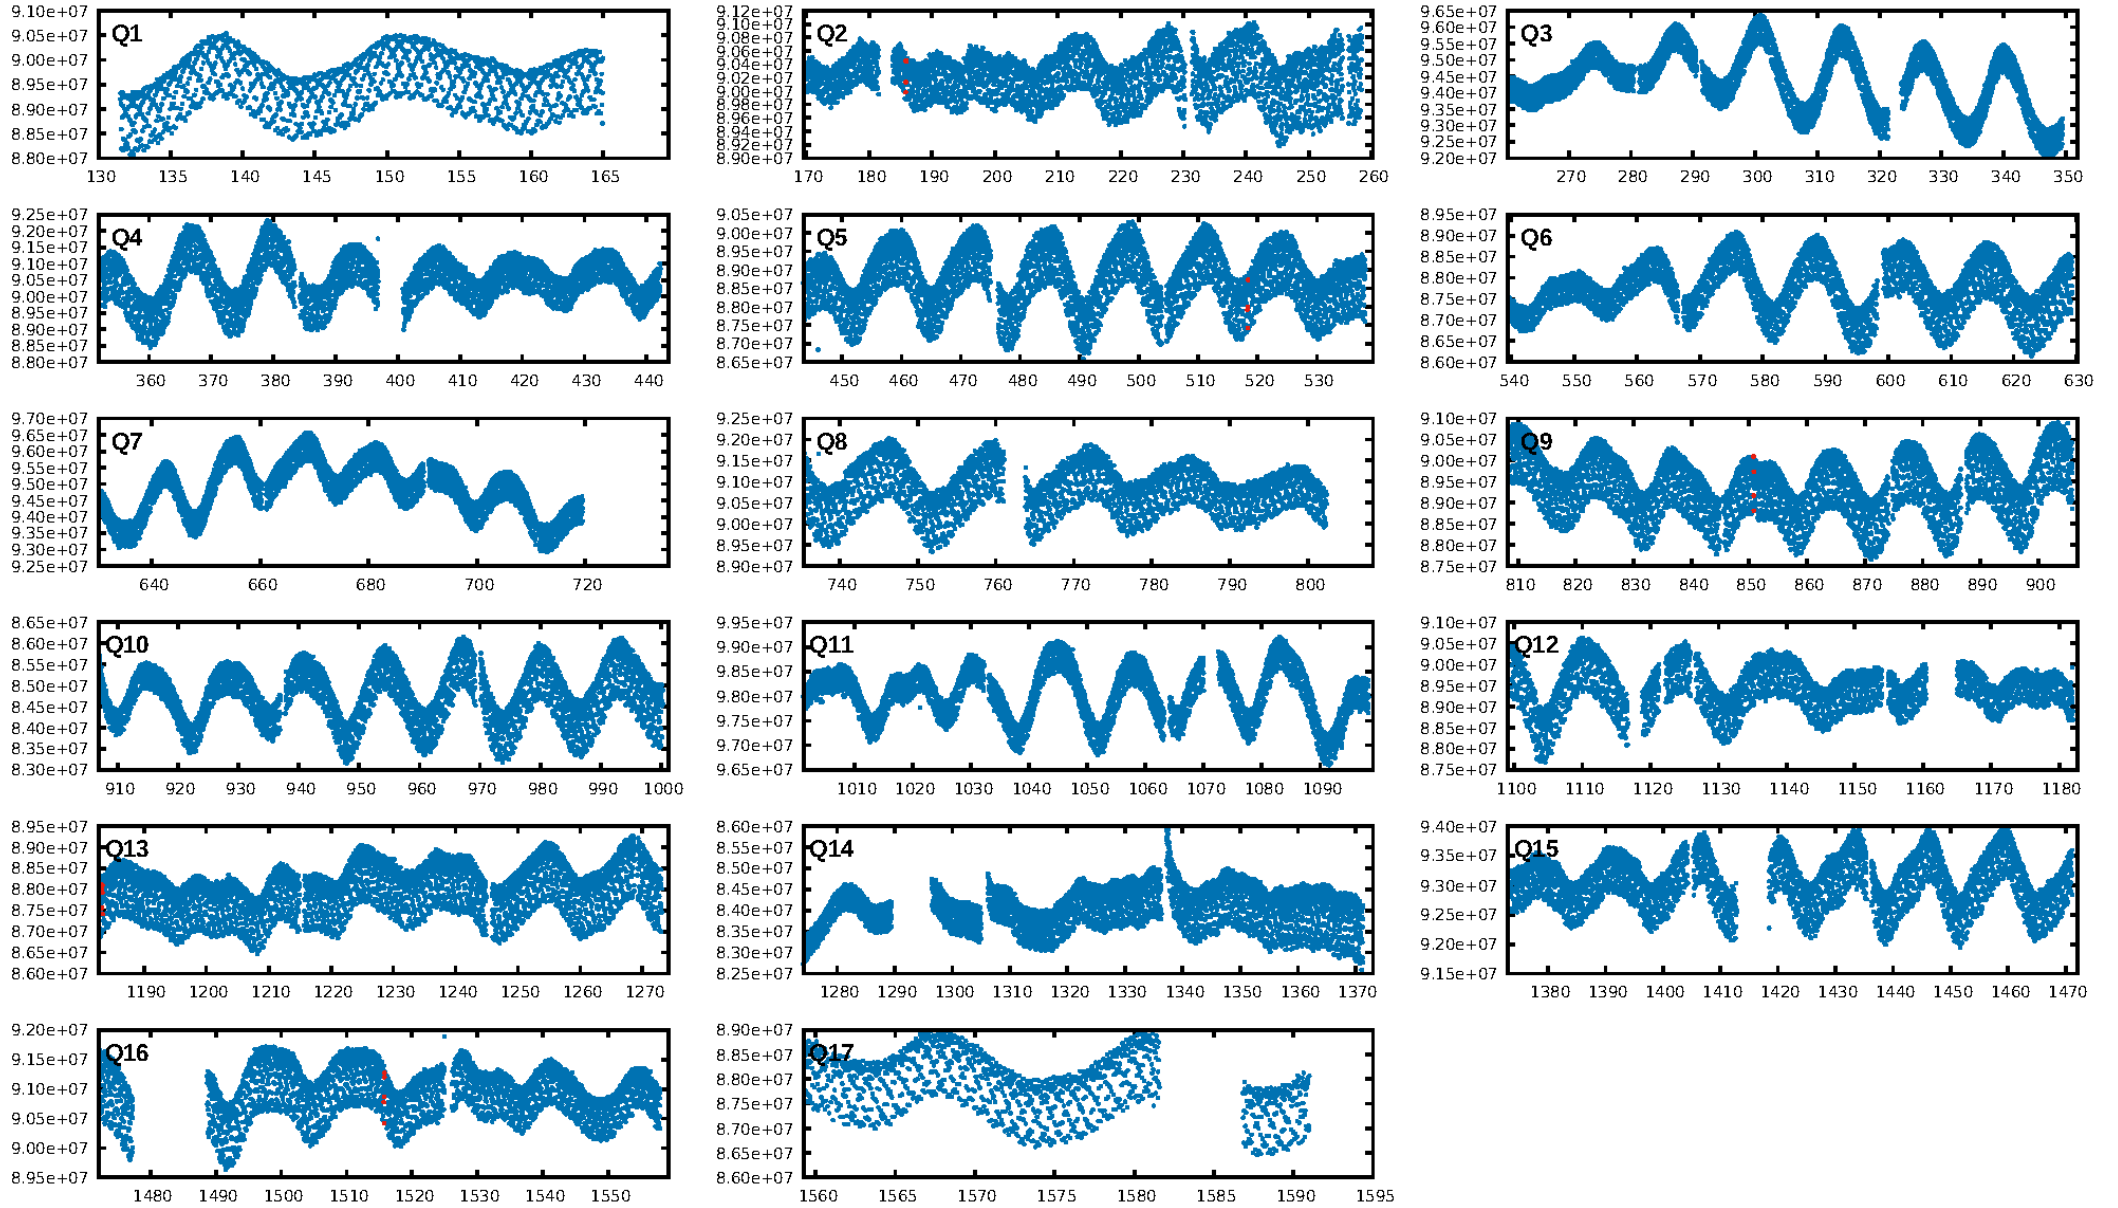 Q1
9.10e+07
9.05e+07
9.00e+07
8.95e+07
8.90e+07
8.85e+07
8.80e+07
130 135 140 145 150 155 160 165
Q2
9.12e+07
9.10e+07
9.08e+07
9.06e+07
9.04e+07
9.02e+07
9.00e+07
8.98e+07
8.96e+07
8.94e+07
8.92e+07
8.90e+07
170 180 190 200 210 220 230 240 250 260
Q3
9.65e+07
9.60e+07
9.55e+07
9.50e+07
9.45e+07
9.40e+07
9.35e+07
9.30e+07
9.25e+07
9.20e+07
270 280 290 300 310 320 330 340 350
Q4
9.25e+07
9.20e+07
9.15e+07
9.10e+07
9.05e+07
9.00e+07
8.95e+07
8.90e+07
8.85e+07
8.80e+07
360 370 380 390 400 410 420 430 440
Q5
9.05e+07
9.00e+07
8.95e+07
8.90e+07
8.85e+07
8.80e+07
8.75e+07
8.70e+07
8.65e+07
450 460 470 480 490 500 510 520 530
Q6
8.95e+07
8.90e+07
8.85e+07
8.80e+07
8.75e+07
8.70e+07
8.65e+07
8.60e+07
540 550 560 570 580 590 600 610 620 630
Q7
9.70e+07
9.65e+07
9.60e+07
9.55e+07
9.50e+07
9.45e+07
9.40e+07
9.35e+07
9.30e+07
9.25e+07
640 660 680 700 720
Q8
9.25e+07
9.20e+07
9.15e+07
9.10e+07
9.05e+07
9.00e+07
8.95e+07
8.90e+07
740 750 760 770 780 790 800
Q9
9.10e+07
9.05e+07
9.00e+07
8.95e+07
8.90e+07
8.85e+07
8.80e+07
8.75e+07
810 820 830 840 850 860 870 880 890 900
Q10
8.65e+07
8.60e+07
8.55e+07
8.50e+07
8.45e+07
8.40e+07
8.35e+07
8.30e+07
910 920 930 940 950 960 970 980 990 1000
Q11
9.95e+07
9.90e+07
9.85e+07
9.80e+07
9.75e+07
9.70e+07
9.65e+07
1010 1020 1030 1040 1050 1060 1070 1080 1090
Q12
9.10e+07
9.05e+07
9.00e+07
8.95e+07
8.90e+07
8.85e+07
8.80e+07
8.75e+07
1100 1110 1120 1130 1140 1150 1160 1170 1180
Q13
8.95e+07
8.90e+07
8.85e+07
8.80e+07
8.75e+07
8.70e+07
8.65e+07
8.60e+07
1190 1200 1210 1220 1230 1240 1250 1260 1270
Q14
8.60e+07
8.55e+07
8.50e+07
8.45e+07
8.40e+07
8.35e+07
8.30e+07
8.25e+07
1280 1290 1300 1310 1320 1330 1340 1350 1360 1370
Q15
9.40e+07
9.35e+07
9.30e+07
9.25e+07
9.20e+07
9.15e+07
1380 1390 1400 1410 1420 1430 1440 1450 1460 1470
Q16
9.20e+07
9.15e+07
9.10e+07
9.05e+07
9.00e+07
8.95e+07
1480 1490 1500 1510 1520 1530 1540 1550
Q17
8.90e+07
8.85e+07
8.80e+07
8.75e+07
8.70e+07
8.65e+07
8.60e+07
1560 1565 1570 1575 1580 1585 1590 1595